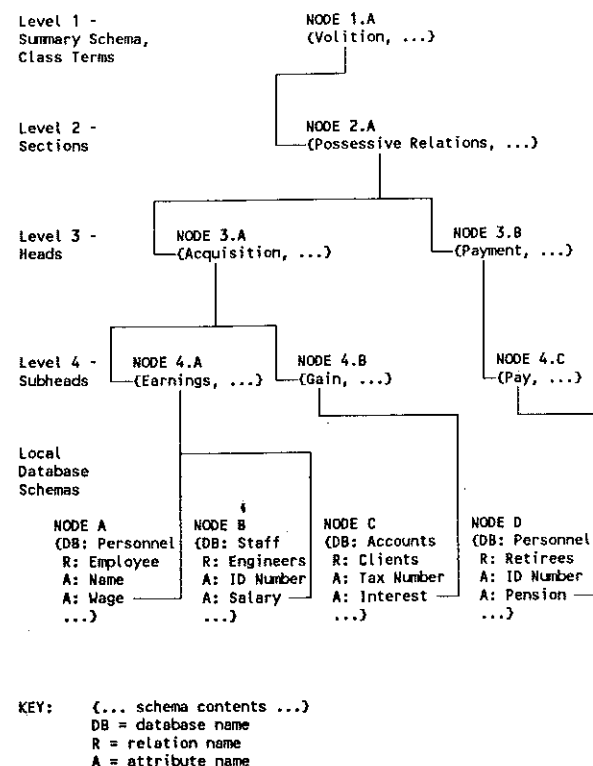 Level 1 -
Summary Schema,
Class Terms
NODE 1.A
{Volition, ...}
Level 2 -
Sections
NODE 2.A
{Possessive Relations, ...}
Level 3 -
Heads
NODE 3.A
{Acquisition, ...}
NODE 3.B
{Payment, ...}
Level 4 -
Subheads
NODE 4.A
{Earnings, ...}
NODE 4.B
{Gain, ...}
NODE 4.C
{Pay, ...}
Local
Database
Schemas
NODE A
{DB: Personnel
R: Employee
A: Name
A: Wage
...}
NODE B
{DB: Staff
R: Engineers
A: ID Number
A: Salary
...}
NODE C
{DB: Accounts
R: Clients
A: Tax Number
A: Interest
...}
NODE D
{DB: Personnel
R: Retirees
A: ID Number
A: Pension
...}
KEY: {... schema contents ...}
DB = database name
R = relation name
A = attribute name